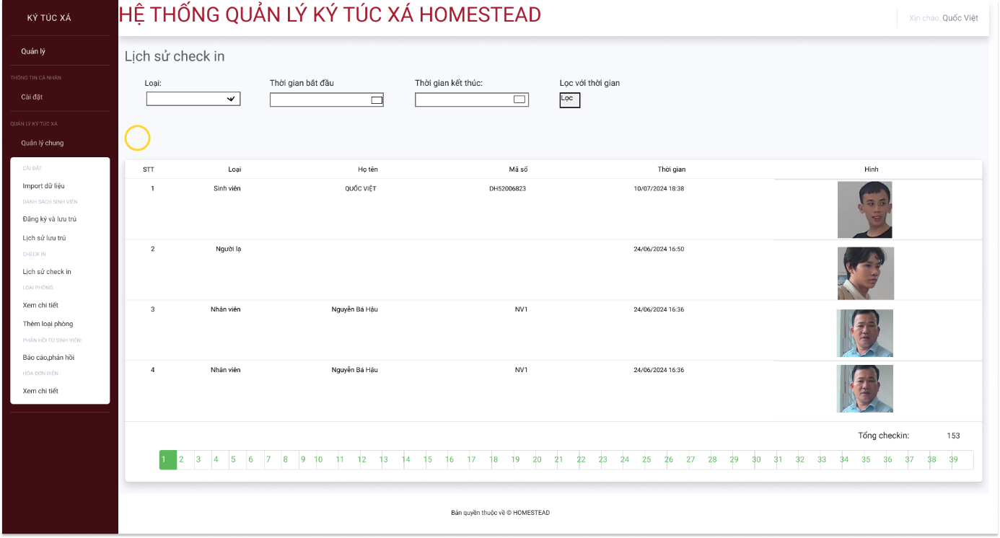 KÝ TÚC XÁ
HỆ THỐNG QUẢN LÝ KÝ TÚC XÁ HOMESTEAD
Xin chào, Quốc Việt
Quản lý
THÔNG TIN CÁ NHÂN
Cài đặt
QUẢN LÝ KÝ TÚC XÁ
Quản lý chung
CÀI ĐẶT
Import dữ liệu
DANH SÁCH SINH VIÊN
Đăng ký và lưu trú
Lịch sử lưu trú
CHECK IN
Lịch sử check in
LOẠI PHÒNG:
Xem chi tiết
Thêm loại phòng
PHẢN HỒI TỪ SINH VIÊN:
Báo cáo,phản hồi
HÓA ĐƠN ĐIỆN
Xem chi tiết
Lịch sử check in
Loại: Thời gian bắt đầu Thời gian kết thúc: Lọc với thời gian
Lọc
STT Loại Họ tên Mã số Thời gian Hình
1 Sinh viên QUỐC VIỆT DH52006823 10/07/2024 18:38
2 Người lạ 24/06/2024 16:50
3 Nhân viên Nguyễn Bá Hậu NV1 24/06/2024 16:36
4 Nhân viên Nguyễn Bá Hậu NV1 24/06/2024 16:36
Tổng checkin: 153
1 2 3 4 5 6 7 8 9 10 11 12 13 14 15 16 17 18 19 20 21 22 23 24 25 26 27 28 29 30 31 32 33 34 35 36 37 38 39
Bản quyền thuộc về © HOMESTEAD